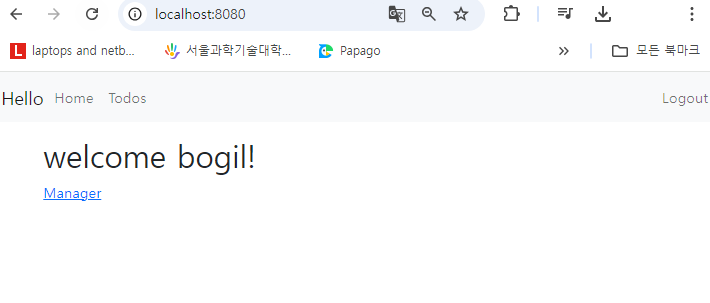 localhost:8080
L laptops and netb... 서울과학기술대학... Papago » 모든 북마크
Hello Home Todos Logout
welcome bogil!
Manager